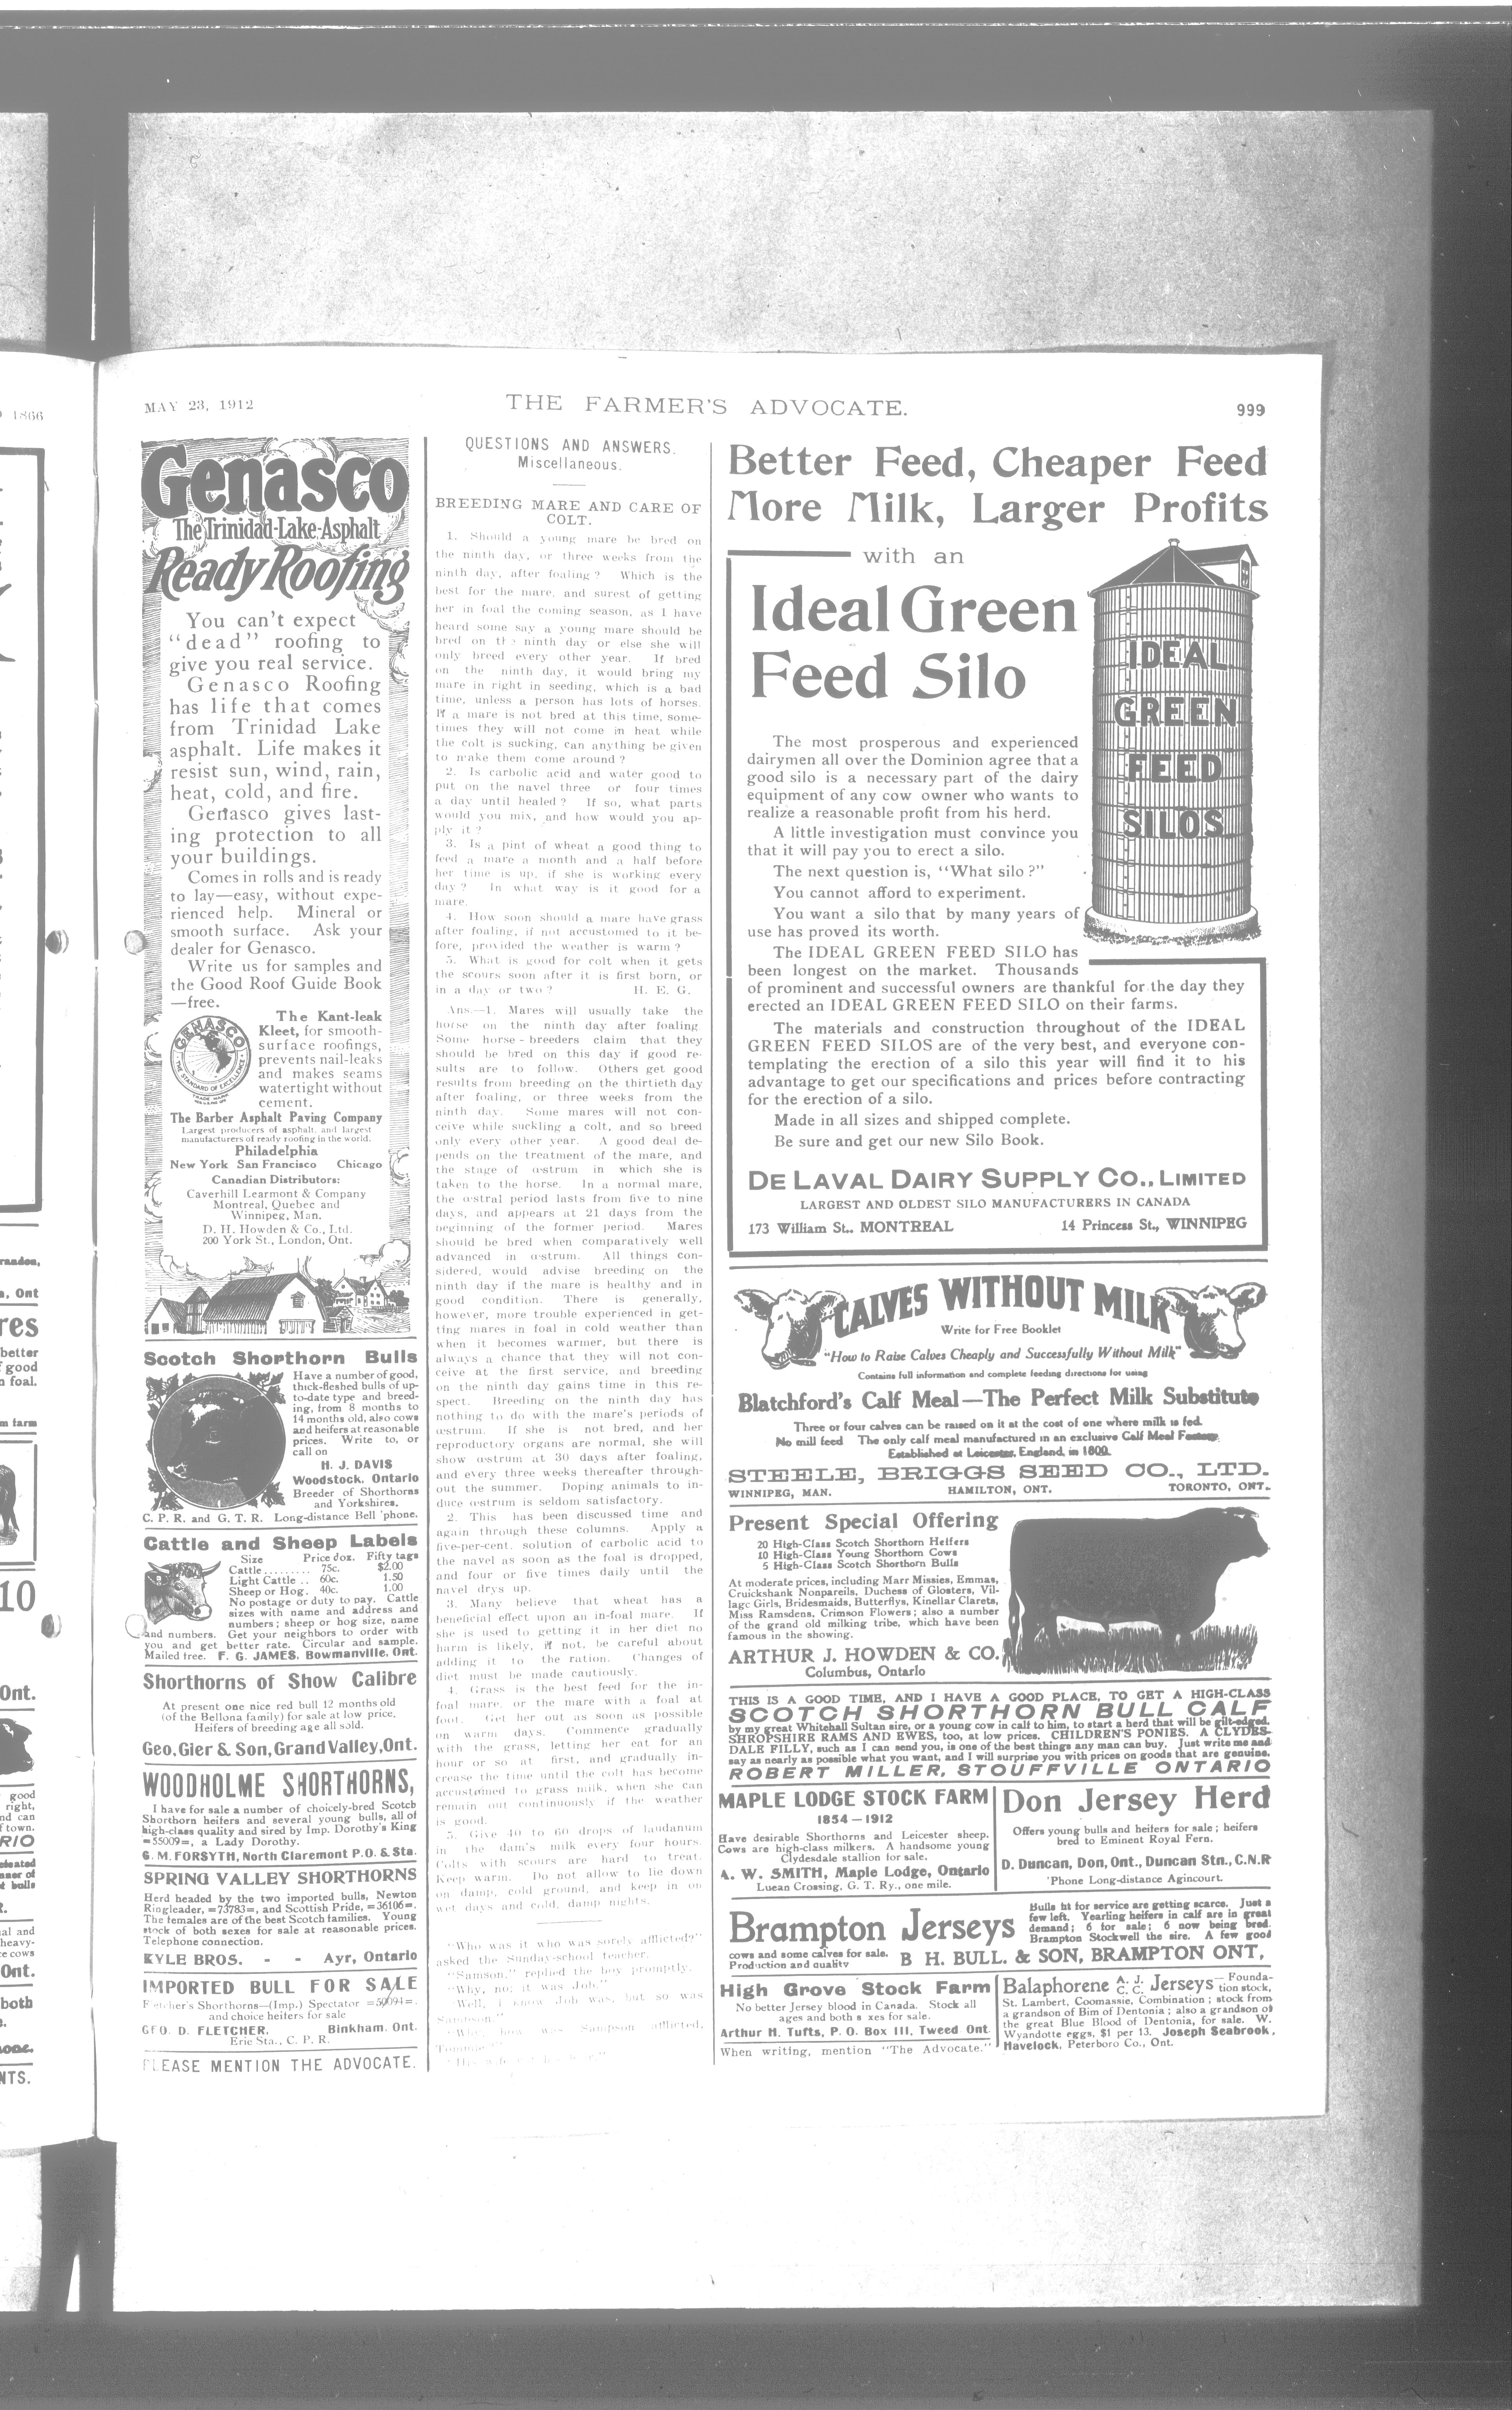 MAY 23, 1912
THE FARMER'S ADVOCATE.
999
Genasco
The Trinidad-Lake-Asphalt
Ready Roofing
You can't expect
"dead" roofing to
give you real service.
Genasco Roofing
has life that comes
from Trinidad Lake
asphalt. Life makes it
resist sun, wind, rain,
heat, cold, and fire.
Genasco gives last-
ing protection to all
your buildings.
Comes in rolls and is ready
to lay—easy, without expe-
rienced help. Mineral or
smooth surface. Ask your
dealer for Genasco.
Write us for samples and
the Good Roof Guide Book
—free.
The Kant-leak
Kleet, for smooth-
surface roofings,
prevents nail-leaks
and makes seams
watertight without
cement.
GENASCO
THE STANDARD OF EXCELLENCE
TRADE MARK
The Barber Asphalt Paving Company
Largest producers of asphalt, and largest
manufacturers of ready roofing in the world.
Philadelphia
New York San Francisco Chicago
Canadian Distributors:
Caverhill Learmont & Company
Montreal, Quebec and
Winnipeg, Man.
D. H. Howden & Co., Ltd.
200 York St., London, Ont.
Scotch Shorthorn Bulls
Have a number of good,
thick-fleshed bulls of up-
to-date type and breed-
ing, from 8 months to
14 months old, also cows
and heifers at reasonable
prices. Write to, or
call on
H. J. DAVIS
Woodstock, Ontario
Breeder of Shorthorns
and Yorkshires.
C. P. R. and G. T. R. Long-distance Bell 'phone.
Cattle and Sheep Labels
Size Price doz. Fifty tags
Cattle......... 75c. $2.00
Light Cattle .. 60c. 1.50
Sheep or Hog. 40c. 1.00
No postage or duty to pay. Cattle
sizes with name and address and
numbers; sheep or hog size, name
and numbers. Get your neighbors to order with
you and get better rate. Circular and sample.
Mailed free. F. G. JAMES, Bowmanville, Ont.
Shorthorns of Show Calibre
At present one nice red bull 12 months old
(of the Bellona family) for sale at low price.
Heifers of breeding age all sold.
Geo. Gier & Son, Grand Valley, Ont.
WOODHOLME SHORTHORNS,
I have for sale a number of choicely-bred Scotch
Shorthorn heifers and several young bulls, all of
high-class quality and sired by Imp. Dorothy's King
=55009=, a Lady Dorothy.
G. M. FORSYTH, North Claremont P.O. & Sta.
SPRING VALLEY SHORTHORNS
Herd headed by the two imported bulls, Newton
Ringleader, =73783=, and Scottish Pride, =36106=.
The females are of the best Scotch families. Young
stock of both sexes for sale at reasonable prices.
Telephone connection.
KYLE BROS. - - Ayr, Ontario
IMPORTED BULL FOR SALE
Fletcher's Shorthorns—(Imp.) Spectator =50094=.
and choice heifers for sale
GEO. D. FLETCHER, Binkham, Ont.
Erie Sta., C. P. R.
PLEASE MENTION THE ADVOCATE.
QUESTIONS AND ANSWERS.
Miscellaneous.
BREEDING MARE AND CARE OF
COLT.
1. Should a young mare be bred on
the ninth day, or three weeks from the
ninth day, after foaling? Which is the
best for the mare, and surest of getting
her in foal the coming season, as I have
heard some say a young mare should be
bred on the ninth day or else she will
only breed every other year. If bred
on the ninth day, it would bring my
mare in right in seeding, which is a bad
time, unless a person has lots of horses.
If a mare is not bred at this time, some-
times they will not come in heat while
the colt is sucking, can anything be given
to make them come around?
2. Is carbolic acid and water good to
put on the navel three or four times
a day until healed? If so, what parts
would you mix, and how would you ap-
ply it?
3. Is a pint of wheat a good thing to
feed a mare a month and a half before
her time is up, if she is working every
day? In what way is it good for a
mare.
4. How soon should a mare have grass
after foaling, if not accustomed to it be-
fore, provided the weather is warm?
5. What is good for colt when it gets
the scours soon after it is first born, or
in a day or two? H. E. G.
Ans.—1. Mares will usually take the
horse on the ninth day after foaling
Some horse-breeders claim that they
should be bred on this day if good re-
sults are to follow. Others get good
results from breeding on the thirtieth day
after foaling, or three weeks from the
ninth day. Some mares will not con-
ceive while suckling a colt, and so breed
only every other year. A good deal de-
pends on the treatment of the mare, and
the stage of œstrum in which she is
taken to the horse. In a normal mare,
the œstral period lasts from five to nine
days, and appears at 21 days from the
beginning of the former period. Mares
should be bred when comparatively well
advanced in œstrum. All things con-
sidered, would advise breeding on the
ninth day if the mare is healthy and in
good condition. There is generally,
however, more trouble experienced in get-
ting mares in foal in cold weather than
when it becomes warmer, but there is
always a chance that they will not con-
ceive at the first service, and breeding
on the ninth day gains time in this re-
spect. Breeding on the ninth day has
nothing to do with the mare's periods of
œstrum. If she is not bred, and her
reproductory organs are normal, she will
show œstrum at 30 days after foaling,
and every three weeks thereafter through-
out the summer. Doping animals to in-
duce œstrum is seldom satisfactory.
2. This has been discussed time and
again through these columns. Apply a
five-per-cent. solution of carbolic acid to
the navel as soon as the foal is dropped,
and four or five times daily until the
navel drys up.
3. Many believe that wheat has a
beneficial effect upon an in-foal mare. If
she is used to getting it in her diet no
harm is likely, if not, be careful about
adding it to the ration. Changes of
diet must be made cautiously.
4. Grass is the best feed for the in-
foal mare, or the mare with a foal at
foot. Get her out as soon as possible
on warm days. Commence gradually
with the grass, letting her eat for an
hour or so at first, and gradually in-
crease the time until the colt has become
accustomed to grass milk, when she can
remain out continuously if the weather
is good.
5. Give 40 to 60 drops of laudanum
in the dam's milk every four hours.
Colts with scours are hard to treat.
Keep warm. Do not allow to lie down
on damp, cold ground, and keep in on
wet days and cold, damp nights.
"Who was it who was sorely afflicted?"
asked the Sunday-school teacher.
"Samson," replied the boy promptly.
"Why, no; it was Job."
"Well, I know Job was, but so was
Sampson."
"Why, how was Sampson afflicted,
Tommie?"
Better Feed, Cheaper Feed
More Milk, Larger Profits
with an
Ideal Green
Feed Silo
IDEAL
GREEN
FEED
SILOS
The most prosperous and experienced
dairymen all over the Dominion agree that a
good silo is a necessary part of the dairy
equipment of any cow owner who wants to
realize a reasonable profit from his herd.
A little investigation must convince you
that it will pay you to erect a silo.
The next question is, "What silo?"
You cannot afford to experiment.
You want a silo that by many years of
use has proved its worth.
The IDEAL GREEN FEED SILO has
been longest on the market. Thousands
of prominent and successful owners are thankful for the day they
erected an IDEAL GREEN FEED SILO on their farms.
The materials and construction throughout of the IDEAL
GREEN FEED SILOS are of the very best, and everyone con-
templating the erection of a silo this year will find it to his
advantage to get our specifications and prices before contracting
for the erection of a silo.
Made in all sizes and shipped complete.
Be sure and get our new Silo Book.
DE LAVAL DAIRY SUPPLY CO., LIMITED
LARGEST AND OLDEST SILO MANUFACTURERS IN CANADA
173 William St., MONTREAL 14 Princess St., WINNIPEG
CALVES WITHOUT MILK
Write for Free Booklet
"How to Raise Calves Cheaply and Successfully Without Milk"
Contains full information and complete feeding directions for using
Blatchford's Calf Meal—The Perfect Milk Substitute
Three or four calves can be raised on it at the cost of one where milk is fed.
No mill feed The only calf meal manufactured in an exclusive Calf Meal Factory.
Established at Leicester, England, in 1800.
STEELE, BRIGGS SEED CO., LTD.
WINNIPEG, MAN. HAMILTON, ONT. TORONTO, ONT.
Present Special Offering
20 High-Class Scotch Shorthorn Heifers
10 High-Class Young Shorthorn Cows
5 High-Class Scotch Shorthorn Bulls
At moderate prices, including Marr Missies, Emmas,
Cruickshank Nonpareils, Duchess of Glosters, Vil-
lage Girls, Bridesmaids, Butterflys, Kinellar Clarets,
Miss Ramsdens, Crimson Flowers; also a number
of the grand old milking tribe, which have been
famous in the showing.
ARTHUR J. HOWDEN & CO.
Columbus, Ontario
THIS IS A GOOD TIME, AND I HAVE A GOOD PLACE, TO GET A HIGH-CLASS
SCOTCH SHORTHORN BULL CALF
by my great Whitehall Sultan sire, or a young cow in calf to him, to start a herd that will be gilt-edged.
SHROPSHIRE RAMS AND EWES, too, at low prices. CHILDREN'S PONIES. A CLYDES-
DALE FILLY, such as I can send you, is one of the best things any man can buy. Just write me and
say as nearly as possible what you want, and I will surprise you with prices on goods that are genuine.
ROBERT MILLER, STOUFFVILLE ONTARIO
MAPLE LODGE STOCK FARM
1854—1912
Have desirable Shorthorns and Leicester sheep.
Cows are high-class milkers. A handsome young
Clydesdale stallion for sale.
A. W. SMITH, Maple Lodge, Ontario
Lucan Crossing, G. T. Ry., one mile.
Don Jersey Herd
Offers young bulls and heifers for sale; heifers
bred to Eminent Royal Fern.
D. Duncan, Don, Ont., Duncan Stn., C.N.R
'Phone Long-distance Agincourt.
Brampton Jerseys
Bulls fit for service are getting scarce. Just a
few left. Yearling heifers in calf are in great
demand; 6 for sale; 6 now being bred.
Brampton Stockwell the sire. A few good
cows and some calves for sale.
Production and quality
B H. BULL & SON, BRAMPTON ONT,
High Grove Stock Farm
No better Jersey blood in Canada. Stock all
ages and both s xes for sale.
Arthur H. Tufts, P. O. Box 111, Tweed Ont.
When writing, mention "The Advocate."
Balaphorene A. J. C. C. Jerseys—Founda-
tion stock,
St. Lambert, Coomassie, Combination; stock from
a grandson of Bim of Dentonia; also a grandson of
the great Blue Blood of Dentonia, for sale. W.
Wyandotte eggs, $1 per 13. Joseph Seabrook,
Havelock, Peterboro Co., Ont.